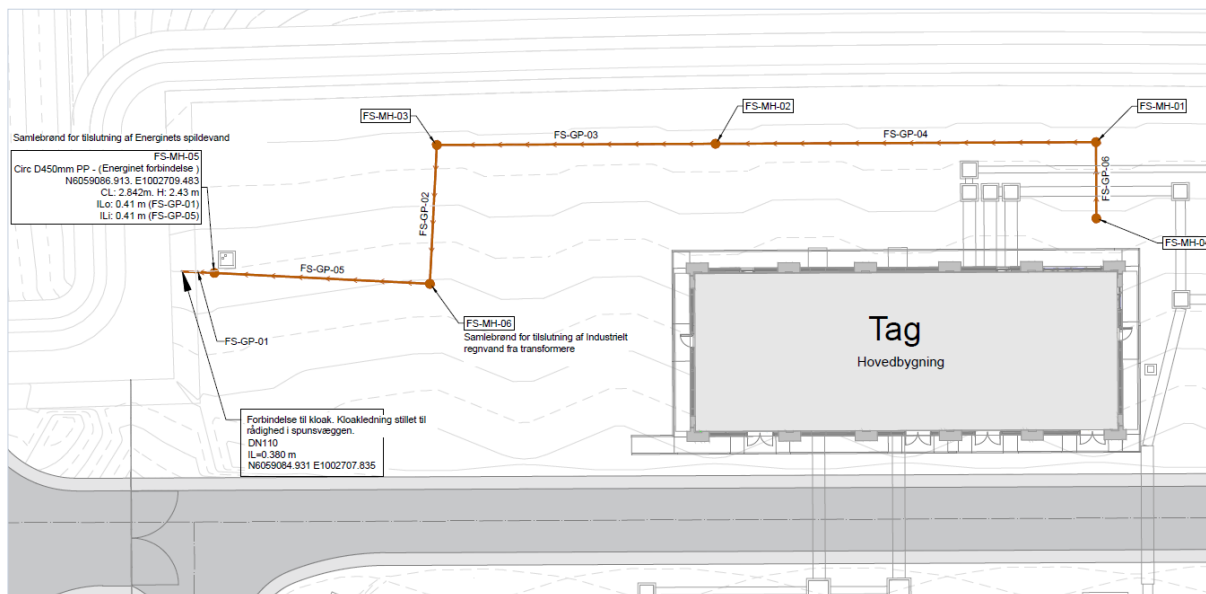 FS-MH-02
FS-MH-01
FS-MH-03
FS-GP-03
FS-GP-04
Samlebrønd for tilslutning af Energinets spildevand
FS-MH-05
Circ D450mm PP - (Energinet forbindelse )
N6059086.913. E1002709.483
CL: 2.842m. H: 2.43 m
ILo: 0.41 m (FS-GP-01)
ILi: 0.41 m (FS-GP-05)
FS-GP-06
FS-GP-02
FS-MH-04
FS-GP-05
FS-MH-06
Samlebrønd for tilslutning af Industrielt
regnvand fra transformere
FS-GP-01
Tag
Hovedbygning
Forbindelse til kloak. Kloakledning stillet til
rådighed i spunsvæggen.
DN110
IL=0.380 m
N6059084.931 E1002707.835